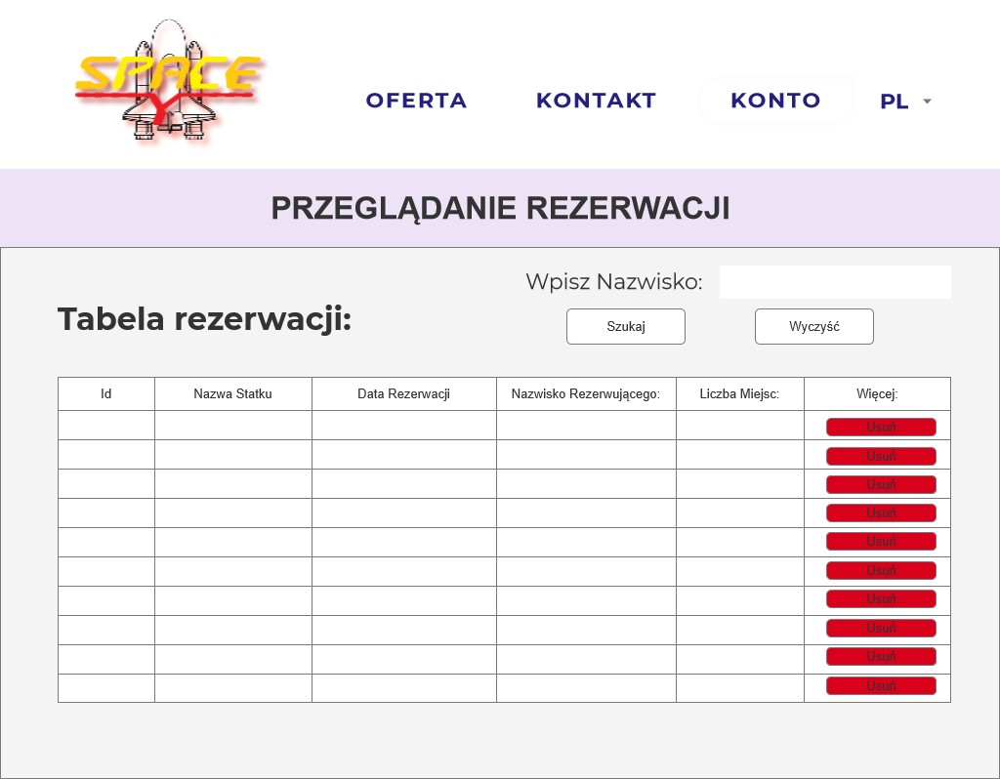 SPACE
Y
OFERTA KONTAKT KONTO PL
PRZEGLĄDANIE REZERWACJI
Wpisz Nazwisko:
Tabela rezerwacji:
Szukaj Wyczyść
Id Nazwa Statku Data Rezerwacji Nazwisko Rezerwującego: Liczba Miejsc: Więcej:
Usuń
Usuń
Usuń
Usuń
Usuń
Usuń
Usuń
Usuń
Usuń
Usuń